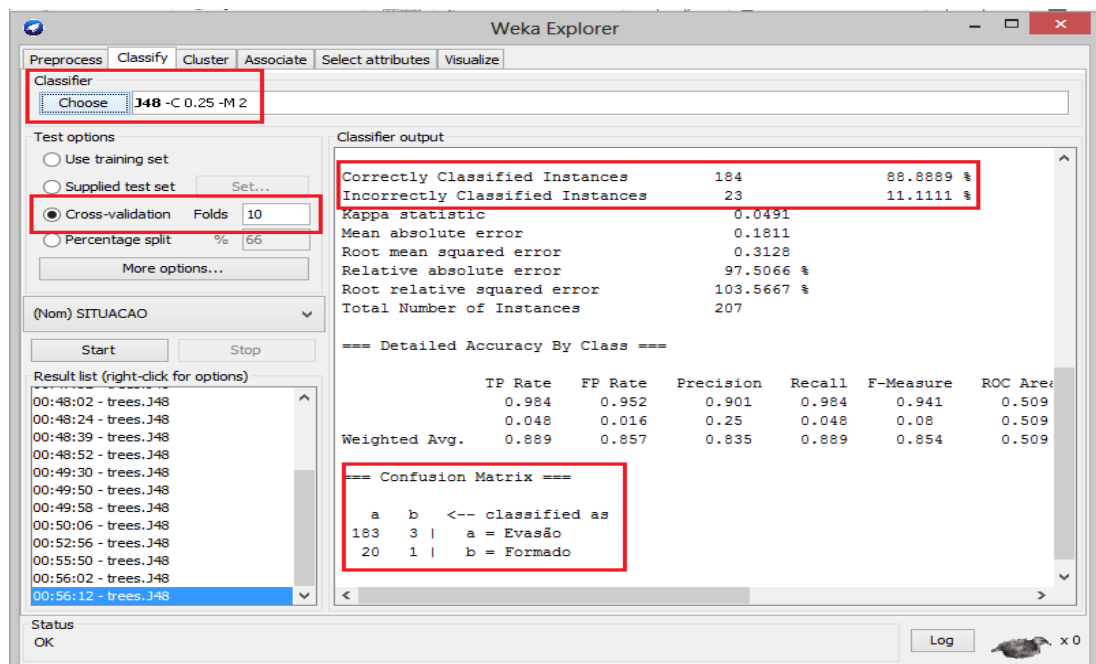 Weka Explorer
Preprocess Classify Cluster Associate Select attributes Visualize
Classifier
Choose J48 -C 0.25 -M 2
Test options
Use training set
Supplied test set Set...
Cross-validation Folds 10
Percentage split % 66
More options...
(Nom) SITUACAO
Start Stop
Result list (right-click for options)
00:48:02 - trees.J48
00:48:24 - trees.J48
00:48:39 - trees.J48
00:48:52 - trees.J48
00:49:30 - trees.J48
00:49:50 - trees.J48
00:49:58 - trees.J48
00:50:06 - trees.J48
00:52:56 - trees.J48
00:55:50 - trees.J48
00:56:02 - trees.J48
00:56:12 - trees.J48
Classifier output
Correctly Classified Instances 184 88.8889 %
Incorrectly Classified Instances 23 11.1111 %
Kappa statistic 0.0491
Mean absolute error 0.1811
Root mean squared error 0.3128
Relative absolute error 97.5066 %
Root relative squared error 103.5667 %
Total Number of Instances 207
=== Detailed Accuracy By Class ===
TP Rate FP Rate Precision Recall F-Measure ROC Area
0.984 0.952 0.901 0.984 0.941 0.509
0.048 0.016 0.25 0.048 0.08 0.509
Weighted Avg. 0.889 0.857 0.835 0.889 0.854 0.509
=== Confusion Matrix ===
a b <-- classified as
183 3 | a = Evasão
20 1 | b = Formado
Status
OK
Log x 0